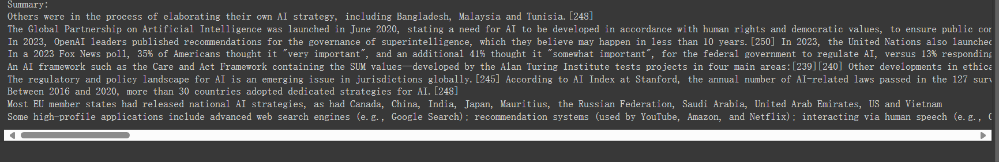 Summary:
Others were in the process of elaborating their own AI strategy, including Bangladesh, Malaysia and Tunisia.[248]
The Global Partnership on Artificial Intelligence was launched in June 2020, stating a need for AI to be developed in accordance with human rights and democratic values, to ensure public
In 2023, OpenAI leaders published recommendations for the governance of superintelligence, which they believe may happen in less than 10 years.[250] In 2023, the United Nations also launched
In a 2023 Fox News poll, 35% of Americans thought it "very important", and an additional 41% thought it "somewhat important", for the federal government to regulate AI, versus 13% responding
An AI framework such as the Care and Act Framework containing the SUM values—developed by the Alan Turing Institute tests projects in four main areas:[239][240] Other developments in
The regulatory and policy landscape for AI is an emerging issue in jurisdictions globally.[245] According to AI Index at Stanford, the annual number of AI-related laws passed in the 127
Between 2016 and 2020, more than 30 countries adopted dedicated strategies for AI.[248]
Most EU member states had released national AI strategies, as had Canada, China, India, Japan, Mauritius, the Russian Federation, Saudi Arabia, United Arab Emirates, US and Vietnam
Some high-profile applications include advanced web search engines (e.g., Google Search); recommendation systems (used by YouTube, Amazon, and Netflix); interacting via human speech (e.g.,